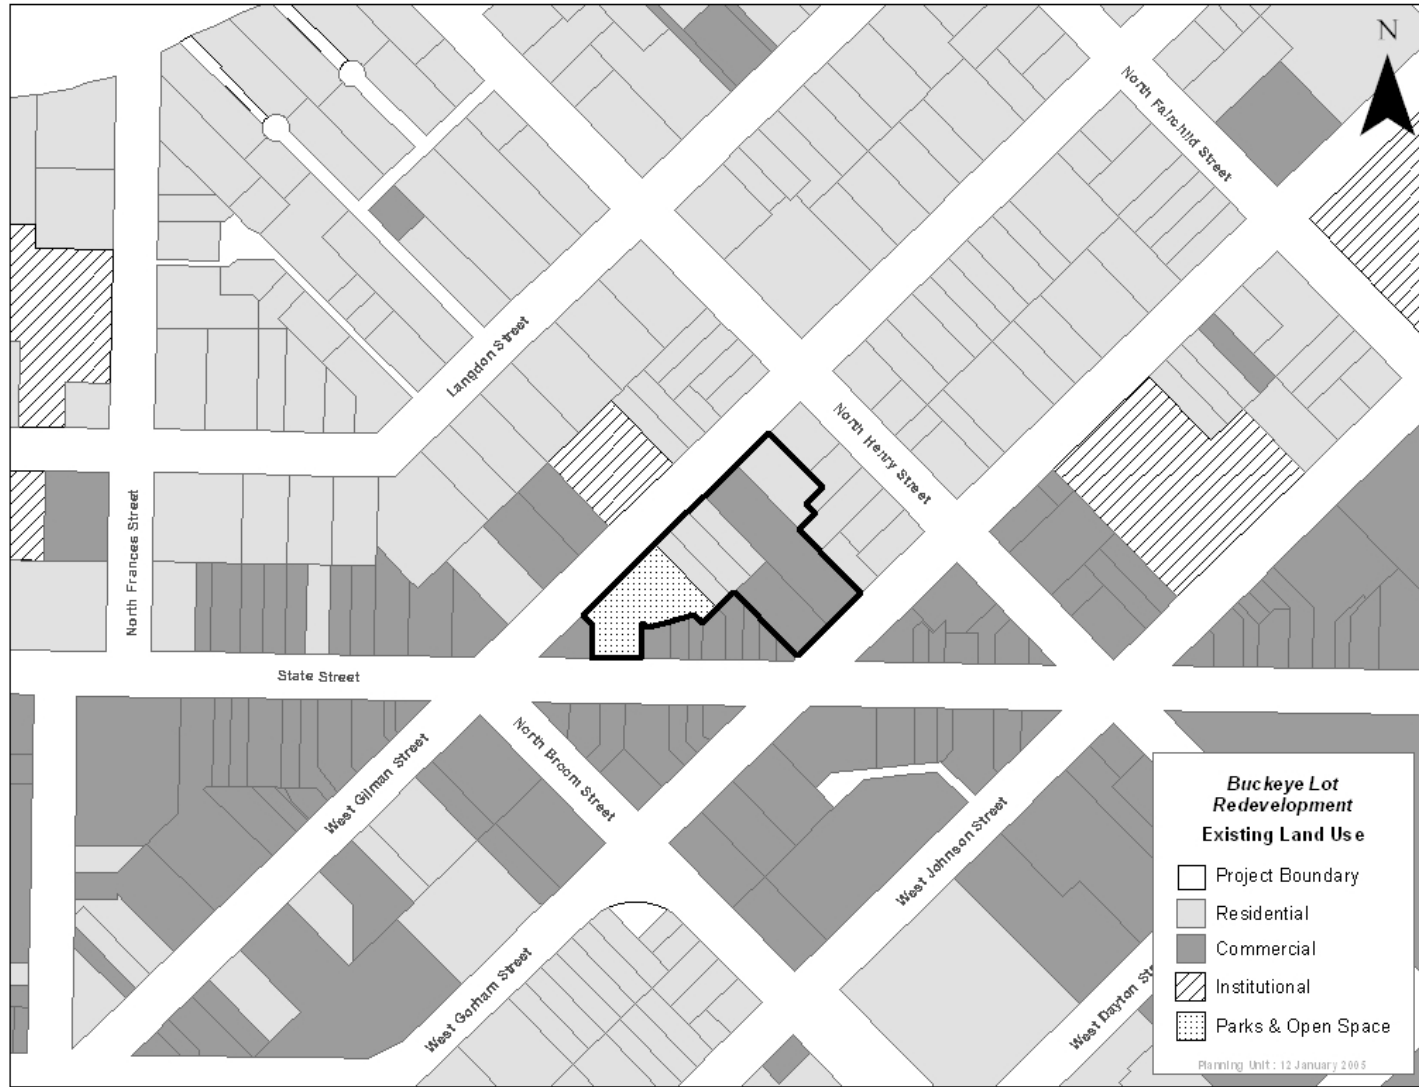 N
North Fairchild Street
Langdon Street
North Henry Street
North Frances Street
State Street
North Broom Street
West Gilman Street
West Johnson Street
West Gorham Street
West Dayton Str
Buckeye Lot
Redevelopment
Existing Land Use
Project Boundary
Residential
Commercial
Institutional
Parks & Open Space
Planning Unit: 12 January 2005